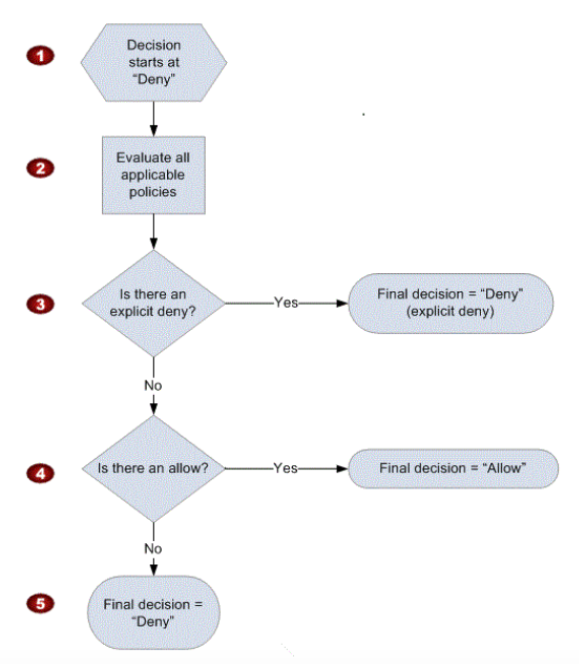 1
Decision
starts at
“Deny”
2
Evaluate all
applicable
policies
3
Is there an
explicit deny?
Yes
Final decision = “Deny”
(explicit deny)
No
4
Is there an allow?
Yes
Final decision = “Allow”
No
5
Final decision =
“Deny”